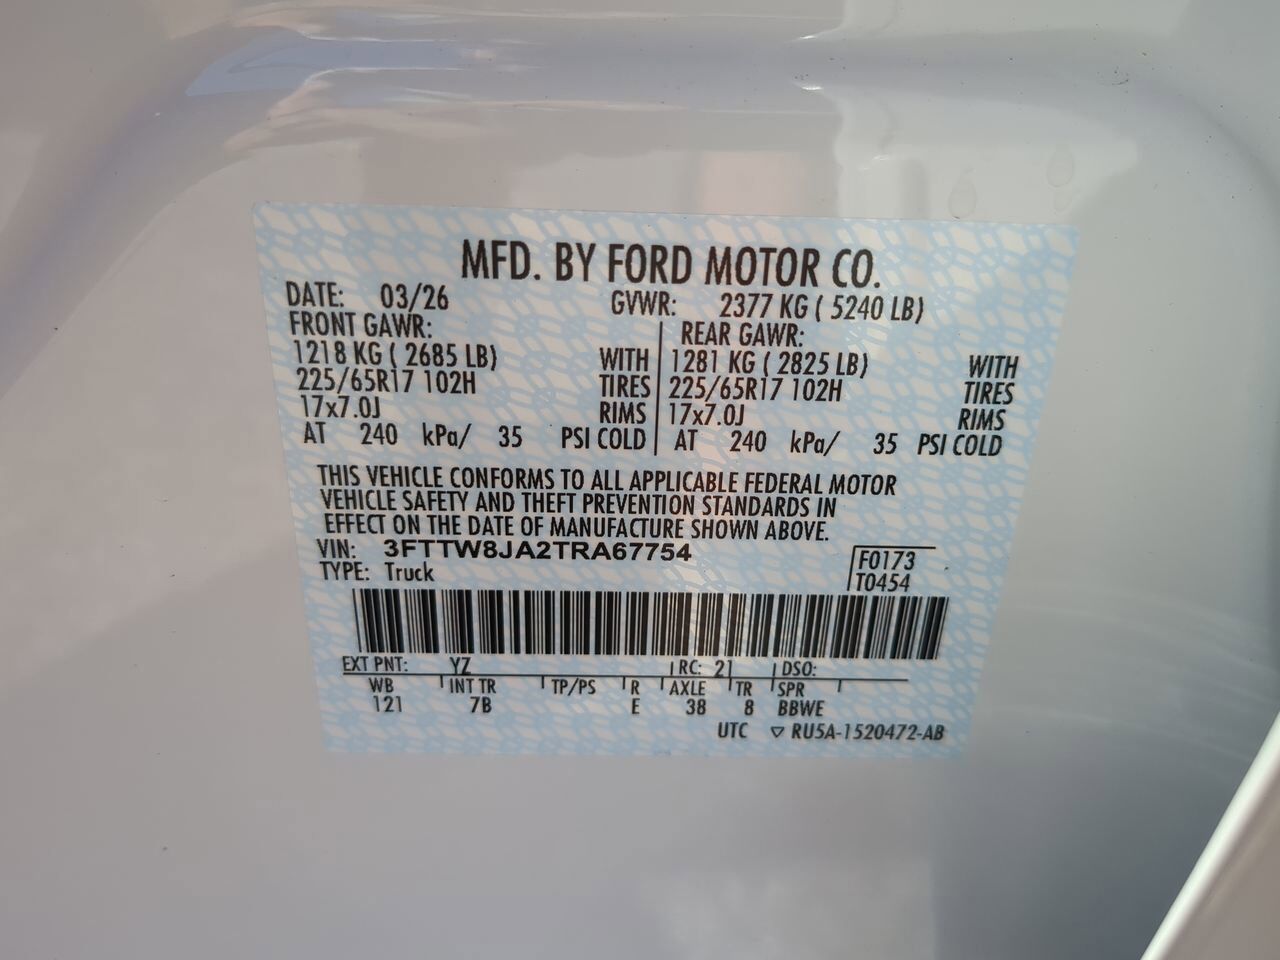 MFD. BY FORD MOTOR CO.
DATE: 03/26 GVWR: 2377 KG ( 5240 LB)
FRONT GAWR: REAR GAWR:
1218 KG ( 2685 LB) WITH 1281 KG ( 2825 LB) WITH
225/65R17 102H TIRES 225/65R17 102H TIRES
17x7.0J RIMS 17x7.0J RIMS
AT 240 kPa/ 35 PSI COLD AT 240 kPa/ 35 PSI COLD
THIS VEHICLE CONFORMS TO ALL APPLICABLE FEDERAL MOTOR
VEHICLE SAFETY AND THEFT PREVENTION STANDARDS IN
EFFECT ON THE DATE OF MANUFACTURE SHOWN ABOVE.
VIN: 3FTTW8JA2TRA67754 F0173
TYPE: Truck T0454
EXT PNT: YZ RC: 21 DSO:
WB INT TR TP/PS R AXLE TR SPR
121 7B E 38 8 BBWE
UTC ▽ RU5A-1520472-AB